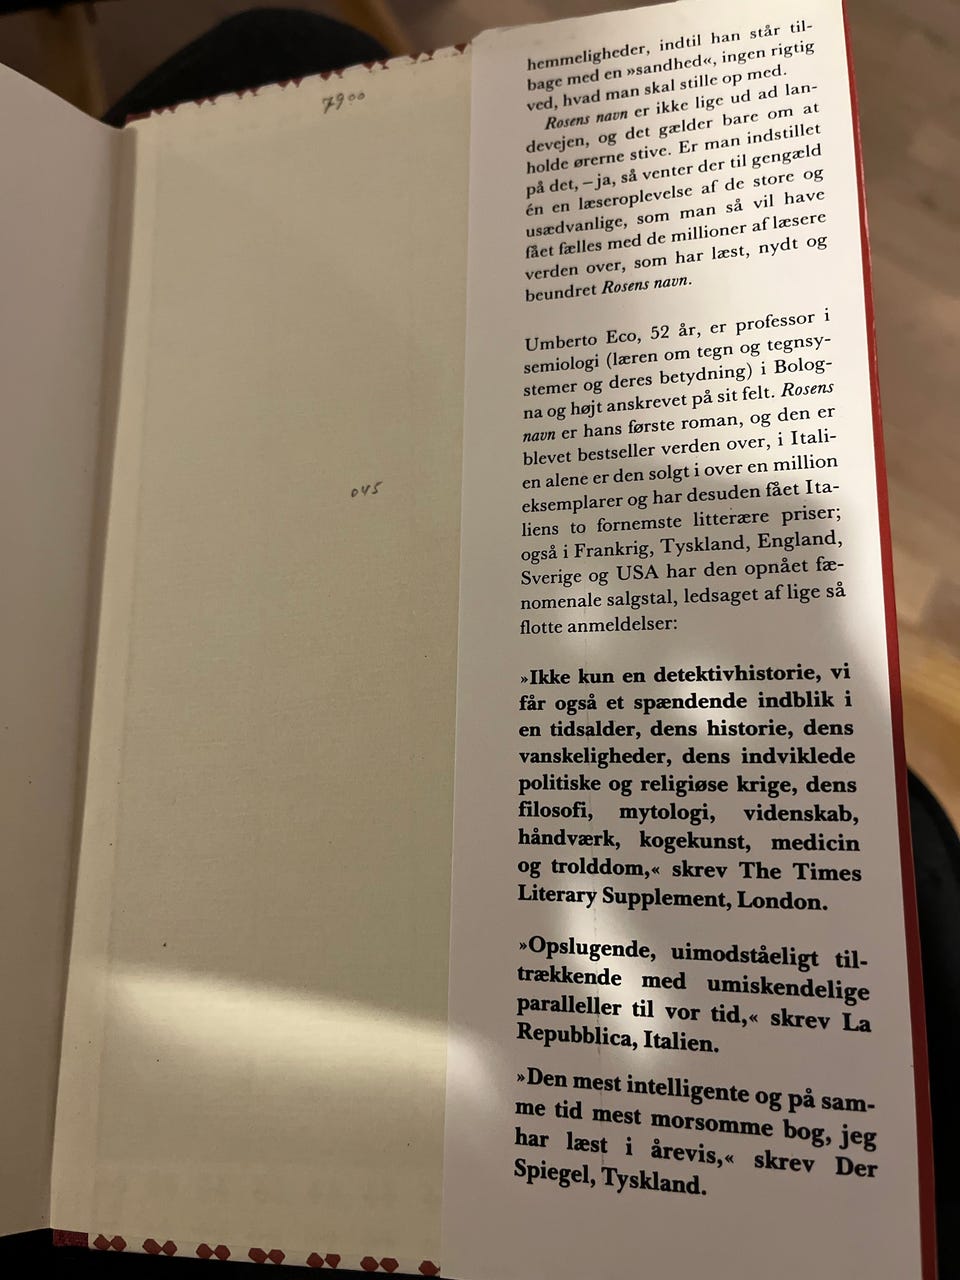 7900
045
hemmeligheder, indtil han står til-
bage med en »sandhed«, ingen rigtig
ved, hvad man skal stille op med.
Rosens navn er ikke lige ud ad lan-
devejen, og det gælder bare om at
holde ørerne stive. Er man indstillet
på det, – ja, så venter der til gengæld
én en læseroplevelse af de store og
usædvanlige, som man så vil have
fået fælles med de millioner af læsere
verden over, som har læst, nydt og
beundret Rosens navn.
Umberto Eco, 52 år, er professor i
semiologi (læren om tegn og tegnsy-
stemer og deres betydning) i Bolog-
na og højt anskrevet på sit felt. Rosens
navn er hans første roman, og den er
blevet bestseller verden over, i Itali-
en alene er den solgt i over en million
eksemplarer og har desuden fået Ita-
liens to fornemste litterære priser;
også i Frankrig, Tyskland, England,
Sverige og USA har den opnået fæ-
nomenale salgstal, ledsaget af lige så
flotte anmeldelser:
»Ikke kun en detektivhistorie, vi
får også et spændende indblik i
en tidsalder, dens historie, dens
vanskeligheder, dens indviklede
politiske og religiøse krige, dens
filosofi, mytologi, videnskab,
håndværk, kogekunst, medicin
og trolddom,« skrev The Times
Literary Supplement, London.
»Opslugende, uimodståeligt til-
trækkende med umiskendelige
paralleller til vor tid,« skrev La
Repubblica, Italien.
»Den mest intelligente og på sam-
me tid mest morsomme bog, jeg
har læst i årevis,« skrev Der
Spiegel, Tyskland.